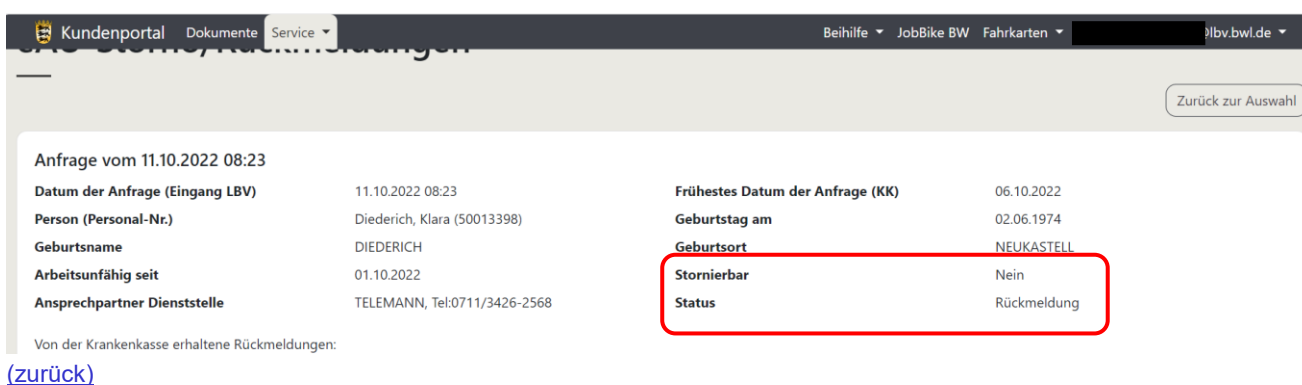 Kundenportal Dokumente Service Beihilfe JobBike BW Fahrkarten @lbv.bwl.de
eAU-Storno/Rückmeldungen
Zurück zur Auswahl
Anfrage vom 11.10.2022 08:23
Datum der Anfrage (Eingang LBV) 11.10.2022 08:23 Frühestes Datum der Anfrage (KK) 06.10.2022
Person (Personal-Nr.) Diederich, Klara (50013398) Geburtstag am 02.06.1974
Geburtsname DIEDERICH Geburtsort NEUKASTELL
Arbeitsunfähig seit 01.10.2022 Stornierbar Nein
Ansprechpartner Dienststelle TELEMANN, Tel:0711/3426-2568 Status Rückmeldung
Von der Krankenkasse erhaltene Rückmeldungen:
(zurück)